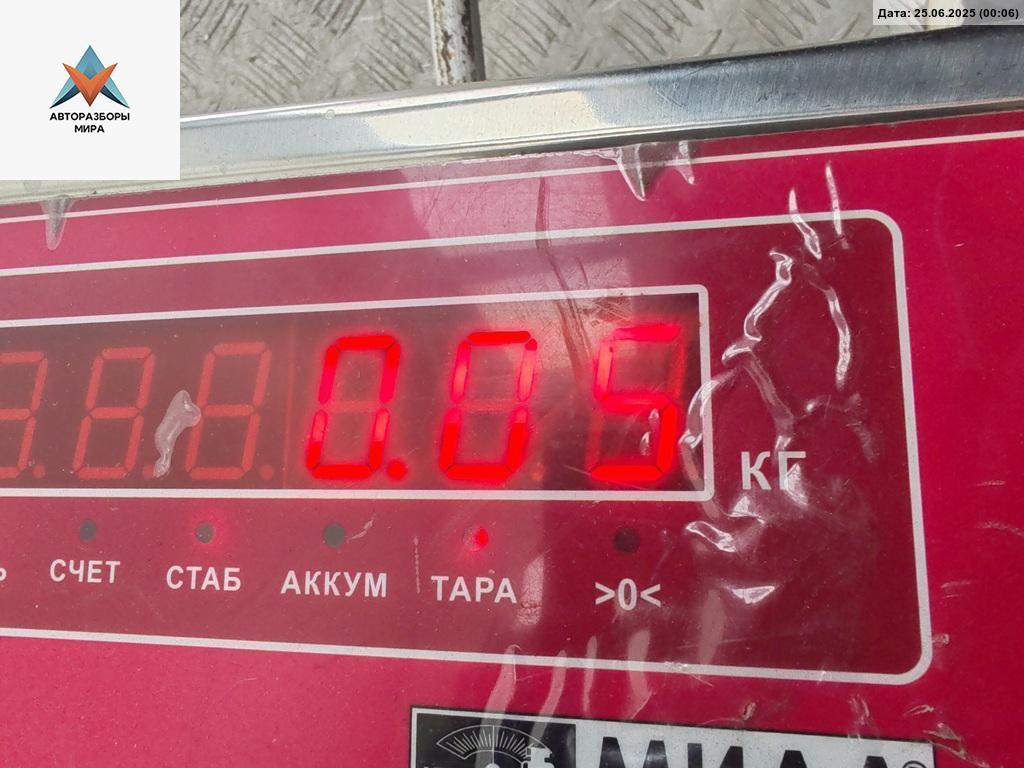 Дата: 25.06.2025 (00:06)
АВТОРАЗБОРЫ
МИРА
0.05
КГ
СЧЕТ СТАБ АККУМ ТАРА >0<